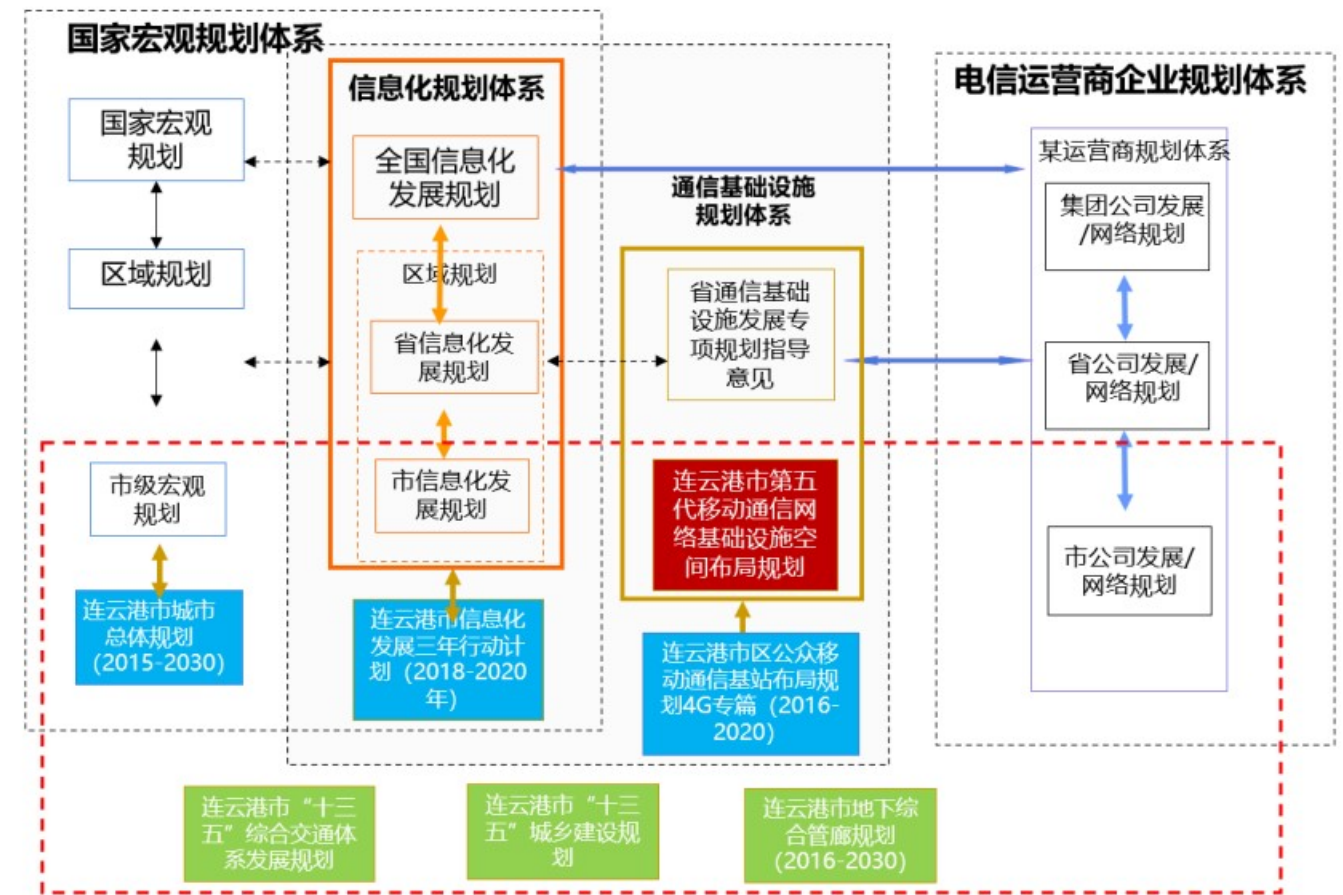 国家宏观规划体系
国家宏观
规划
区域规划
市级宏观
规划
连云港市城市
总体规划
(2015-2030)
信息化规划体系
全国信息化
发展规划
区域规划
省信息化发
展规划
市信息化发
展规划
连云港市信息化
发展三年行动计
划（2018-2020
年)
通信基础设施
规划体系
省通信基础
设施发展专
项规划指导
意见
连云港市第五
代移动通信网
络基础设施空
间布局规划
连云港市区公众移
动通信基站布局规
划4G专篇（2016-
2020)
电信运营商企业规划体系
某运营商规划体系
集团公司发展
/网络规划
省公司发展/
网络规划
市公司发展/
网络规划
连云港市“十三
五”综合交通体
系发展规划
连云港市“十三
五”城乡建设规
划
连云港市地下综
合管廊规划
(2016-2030)